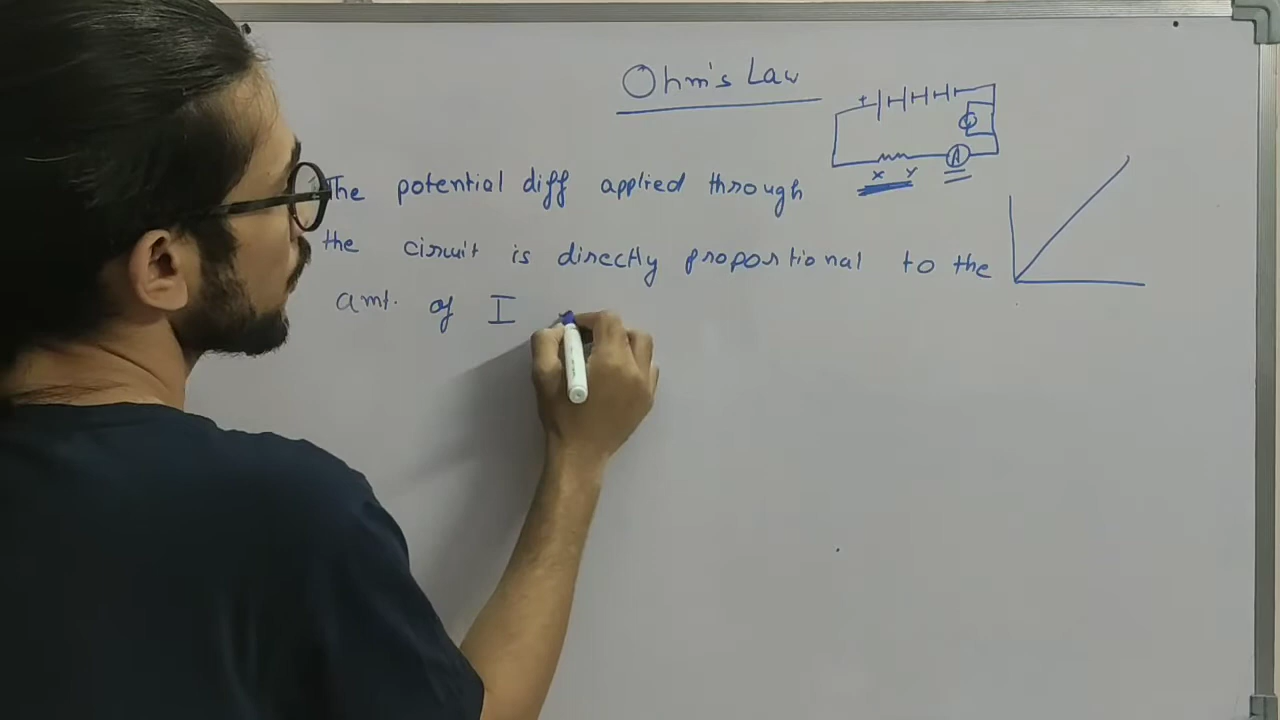 Ohm's Law
+
A
X Y
The potential diff applied through
the circuit is directly proportional to the
amt. of I